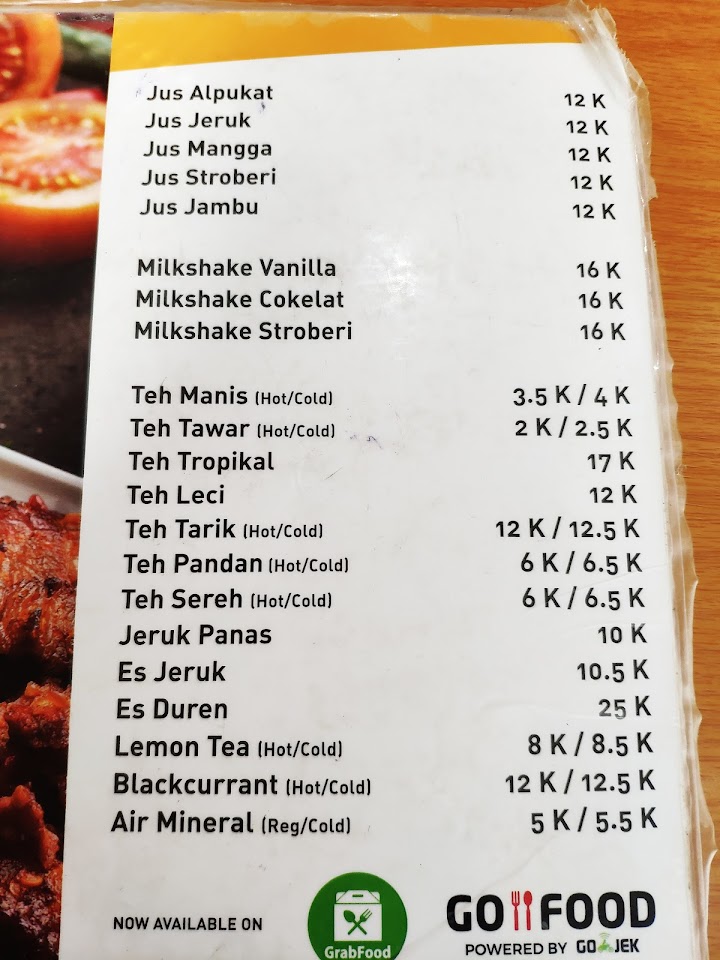 Jus Alpukat 12 K
Jus Jeruk 12 K
Jus Mangga 12 K
Jus Stroberi 12 K
Jus Jambu 12 K
Milkshake Vanilla 16 K
Milkshake Cokelat 16 K
Milkshake Stroberi 16 K
Teh Manis (Hot/Cold) 3.5 K / 4 K
Teh Tawar (Hot/Cold) 2 K / 2.5 K
Teh Tropikal 17 K
Teh Leci 12 K
Teh Tarik (Hot/Cold) 12 K / 12.5 K
Teh Pandan (Hot/Cold) 6 K / 6.5 K
Teh Sereh (Hot/Cold) 6 K / 6.5 K
Jeruk Panas 10 K
Es Jeruk 10.5 K
Es Duren 25 K
Lemon Tea (Hot/Cold) 8 K / 8.5 K
Blackcurrant (Hot/Cold) 12 K / 12.5 K
Air Mineral (Reg/Cold) 5 K / 5.5 K
NOW AVAILABLE ON GrabFood GO FOOD
POWERED BY GO JEK